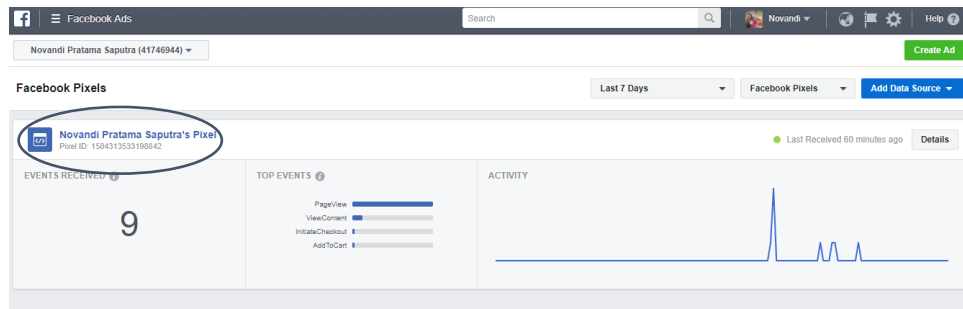 f ☰ Facebook Ads Search Novandi Help
Novandi Pratama Saputra (41746944) Create Ad
Facebook Pixels Last 7 Days Facebook Pixels Add Data Source
Novandi Pratama Saputra's Pixel Last Received 60 minutes ago Details
Pixel ID: 1504313533198842
EVENTS RECEIVED TOP EVENTS ACTIVITY
PageView
ViewContent
9
InitiateCheckout
AddToCart